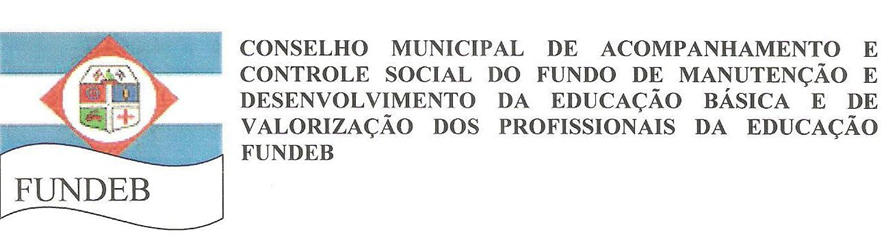 CONSELHO MUNICIPAL DE ACOMPANHAMENTO E
CONTROLE SOCIAL DO FUNDO DE MANUTENÇÃO E
DESENVOLVIMENTO DA EDUCAÇÃO BÁSICA E DE
VALORIZAÇÃO DOS PROFISSIONAIS DA EDUCAÇÃO
FUNDEB
FUNDEB